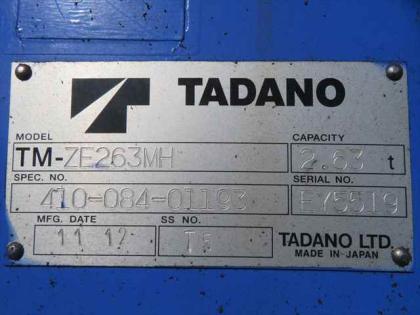 TADANO
MODEL CAPACITY
TM-ZE263MH 2.63 t
SPEC. NO. SERIAL NO.
410-084-01193 EY5519
MFG. DATE SS NO.
11 12
TADANO LTD.
MADE IN JAPAN